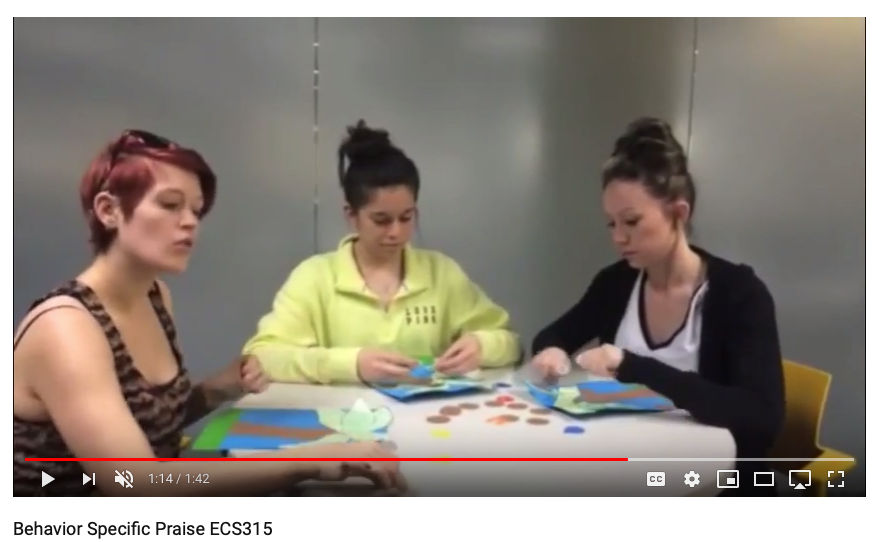 LOVE
PINK
1:14 / 1:42
CC
Behavior Specific Praise ECS315